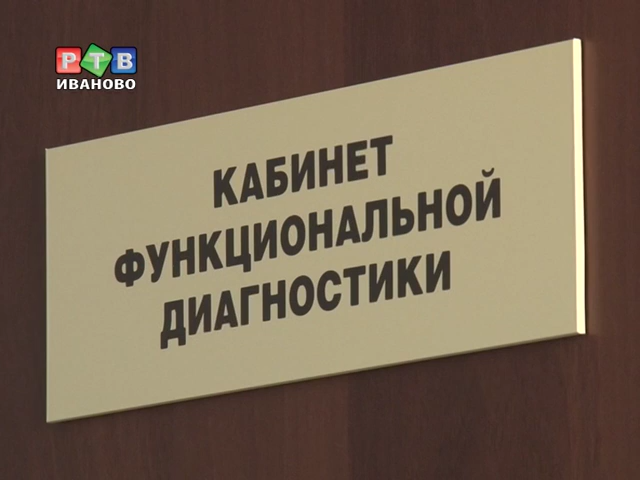 РТВ
ИВАНОВО
КАБИНЕТ
ФУНКЦИОНАЛЬНОЙ
ДИАГНОСТИКИ